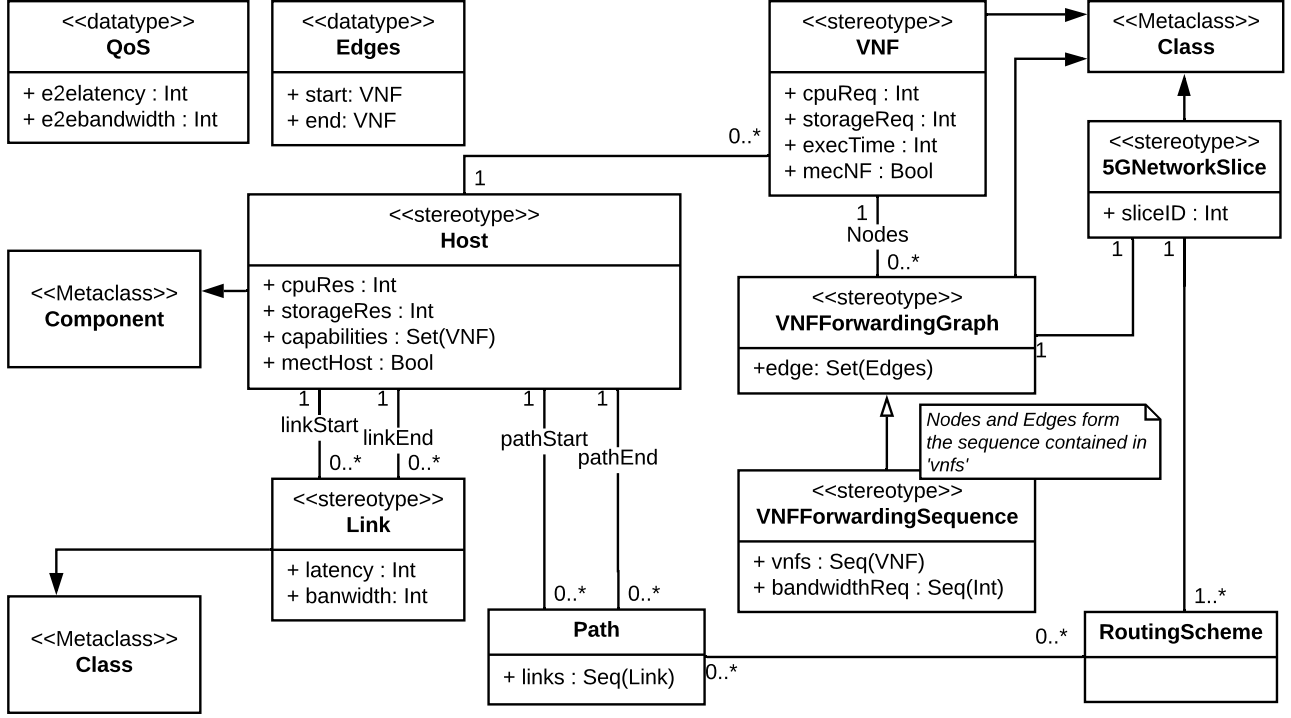 <<datatype>>
QoS
+ e2elatency : Int
+ e2ebandwidth : Int
<<datatype>>
Edges
+ start: VNF
+ end: VNF
<<stereotype>>
VNF
+ cpuReq : Int
+ storageReq : Int
+ execTime : Int
+ mecNF : Bool
<<Metaclass>>
Class
<<stereotype>>
5GNetworkSlice
+ sliceID : Int
0..*
1
1
Nodes
0..*
1
1
<<stereotype>>
Host
+ cpuRes : Int
+ storageRes : Int
+ capabilities : Set(VNF)
+ mectHost : Bool
<<Metaclass>>
Component
<<stereotype>>
VNFForwardingGraph
+edge: Set(Edges)
1
1
linkStart
0..*
1
linkEnd
0..*
1
pathStart
0..*
1
pathEnd
0..*
Nodes and Edges form
the sequence contained in
'vnfs'
<<stereotype>>
Link
+ latency : Int
+ banwidth: Int
<<stereotype>>
VNFForwardingSequence
+ vnfs : Seq(VNF)
+ bandwidthReq : Seq(Int)
<<Metaclass>>
Class
Path
+ links : Seq(Link)
0..*
0..*
1..*
RoutingScheme